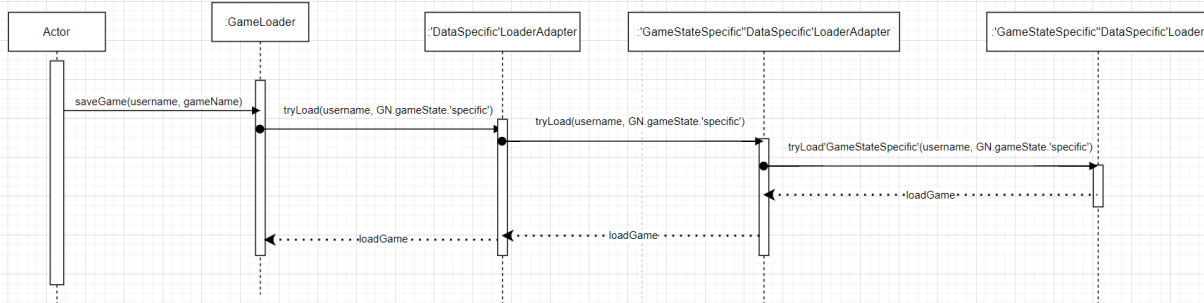 Actor
:GameLoader
:'DataSpecific'LoaderAdapter
:'GameStateSpecific''DataSpecific'LoaderAdapter
:'GameStateSpecific''DataSpecific'Loader
saveGame(username, gameName)
tryLoad(username, GN.gameState.'specific')
tryLoad(username, GN.gameState.'specific')
tryLoad'GameStateSpecific'(username, GN.gameState.'specific')
loadGame
loadGame
loadGame